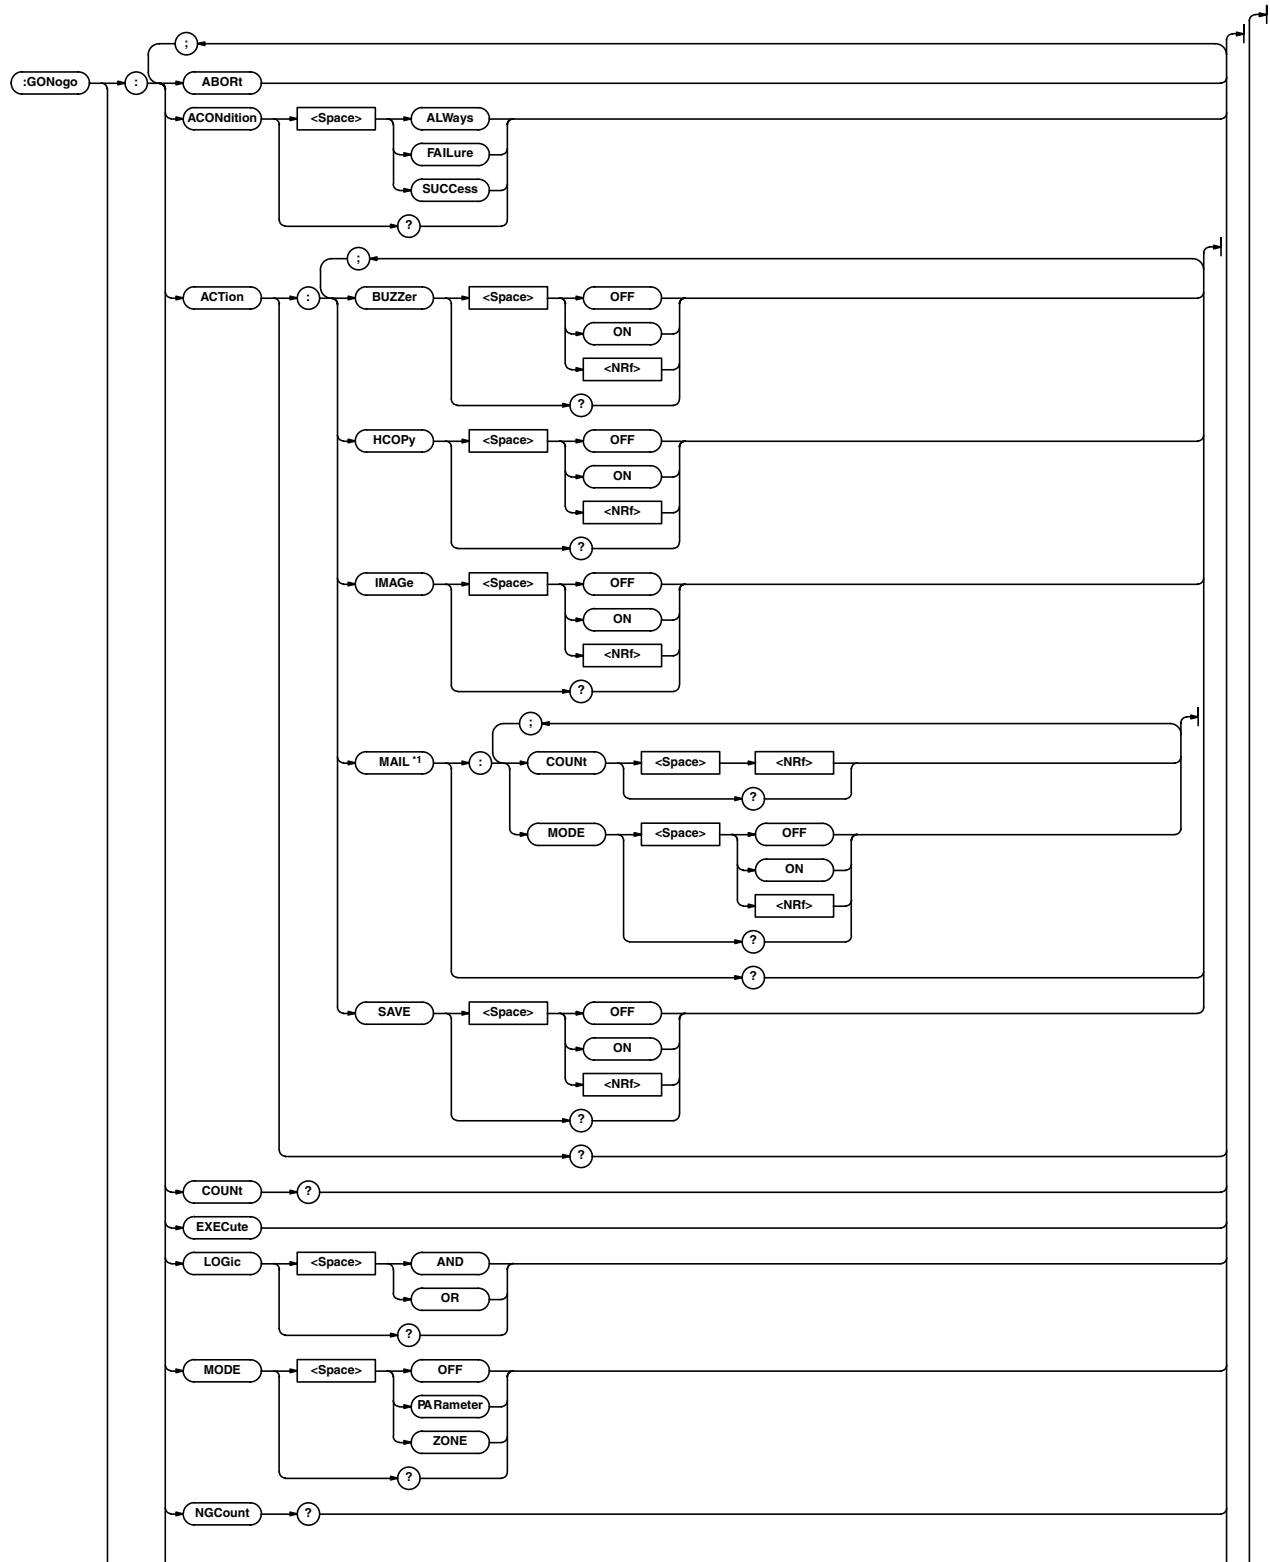 ;
:GONogo : ABORt
ACONdition <Space> ALWays
FAILure
SUCCess
?
;
ACTion : BUZZer <Space> OFF
ON
<NRf>
?
HCOPy <Space> OFF
ON
<NRf>
?
IMAGe <Space> OFF
ON
<NRf>
?
;
MAIL *1 : COUNt <Space> <NRf>
?
MODE <Space> OFF
ON
<NRf>
?
?
SAVE <Space> OFF
ON
<NRf>
?
?
COUNt ?
EXECute
LOGic <Space> AND
OR
?
MODE <Space> OFF
PARameter
ZONE
?
NGCount ?